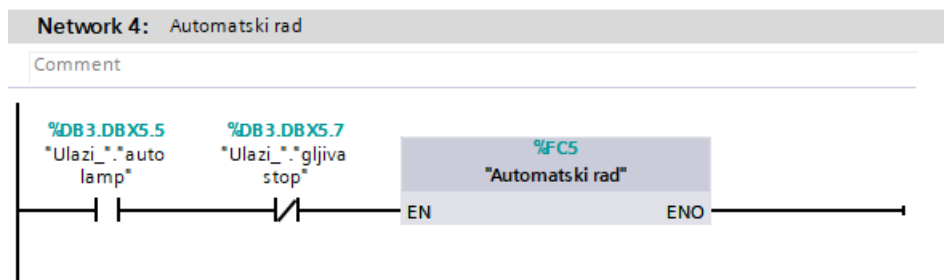 Network 4: Automatski rad
Comment
%DB3.DBX5.5
"Ulazi_"."auto
lamp"
%DB3.DBX5.7
"Ulazi_"."gljiva
stop"
%FC5
"Automatski rad"
EN
ENO